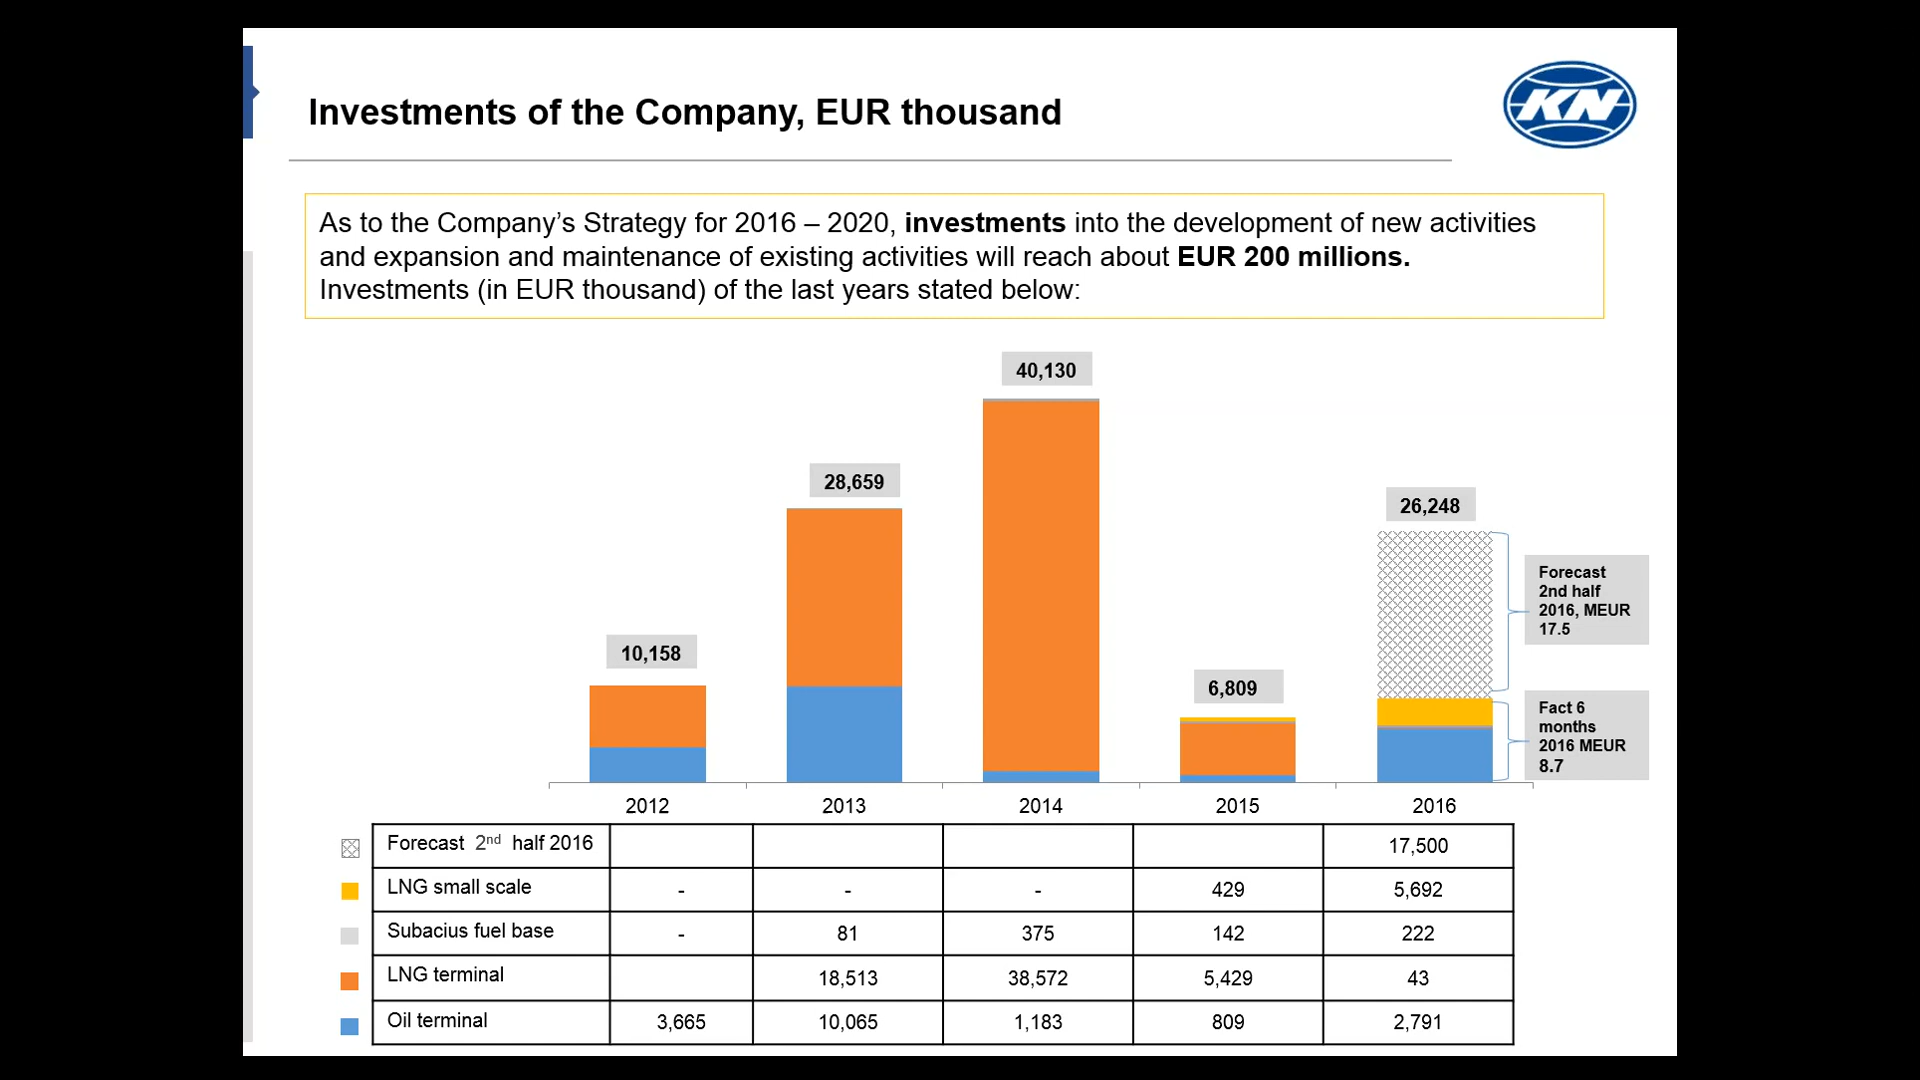 Investments of the Company, EUR thousand
KN
As to the Company’s Strategy for 2016 – 2020, investments into the development of new activities
and expansion and maintenance of existing activities will reach about EUR 200 millions.
Investments (in EUR thousand) of the last years stated below:
40,130
28,659
26,248
10,158
6,809
Forecast
2nd half
2016, MEUR
17.5
Fact 6
months
2016 MEUR
8.7
2012 2013 2014 2015 2016
Forecast 2nd half 2016 17,500
LNG small scale - - - 429 5,692
Subacius fuel base - 81 375 142 222
LNG terminal 18,513 38,572 5,429 43
Oil terminal 3,665 10,065 1,183 809 2,791